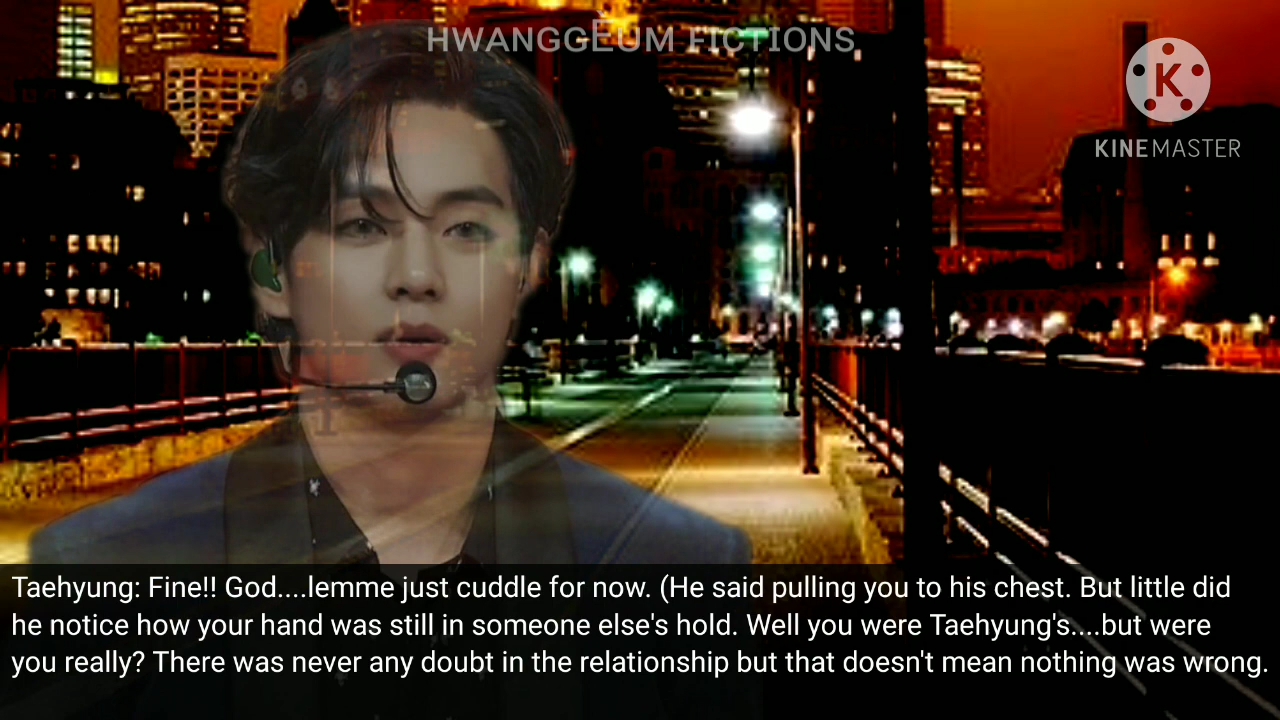 HWANGGEUM FICTIONS
K
KINEMASTER
Taehyung: Fine!! God....lemme just cuddle for now. (He said pulling you to his chest. But little did
he notice how your hand was still in someone else's hold. Well you were Taehyung's....but were
you really? There was never any doubt in the relationship but that doesn't mean nothing was wrong.